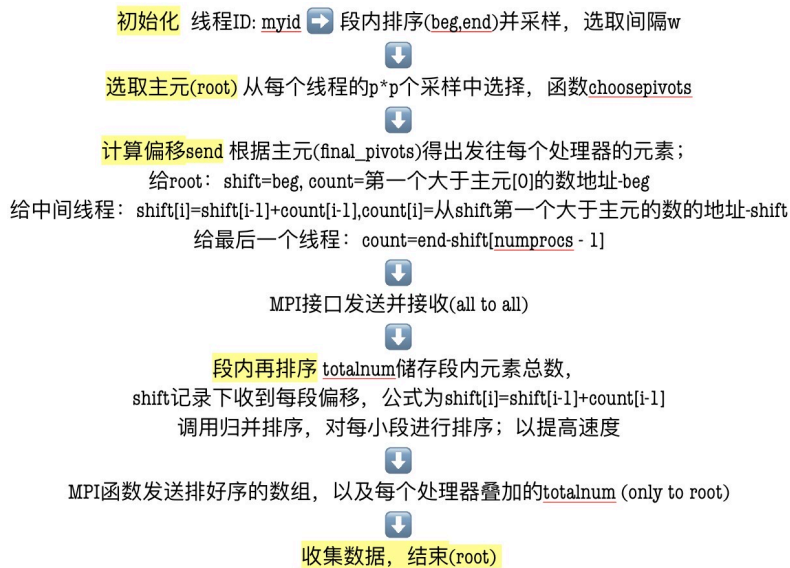 初始化 线程ID: myid ➡️ 段内排序(beg,end)并采样，选取间隔w
⬇️
选取主元(root) 从每个线程的p*p个采样中选择，函数choosepivots
⬇️
计算偏移send 根据主元(final_pivots)得出发往每个处理器的元素；
给root：shift=beg, count=第一个大于主元[0]的数地址-beg
给中间线程：shift[i]=shift[i-1]+count[i-1],count[i]=从shift第一个大于主元的数的地址-shift
给最后一个线程：count=end-shift[numprocs - 1]
⬇️
MPI接口发送并接收(all to all)
⬇️
段内再排序 totalnum储存段内元素总数，
shift记录下收到每段偏移，公式为shift[i]=shift[i-1]+count[i-1]
调用归并排序，对每小段进行排序；以提高速度
⬇️
MPI函数发送排好序的数组，以及每个处理器叠加的totalnum (only to root)
⬇️
收集数据，结束(root)